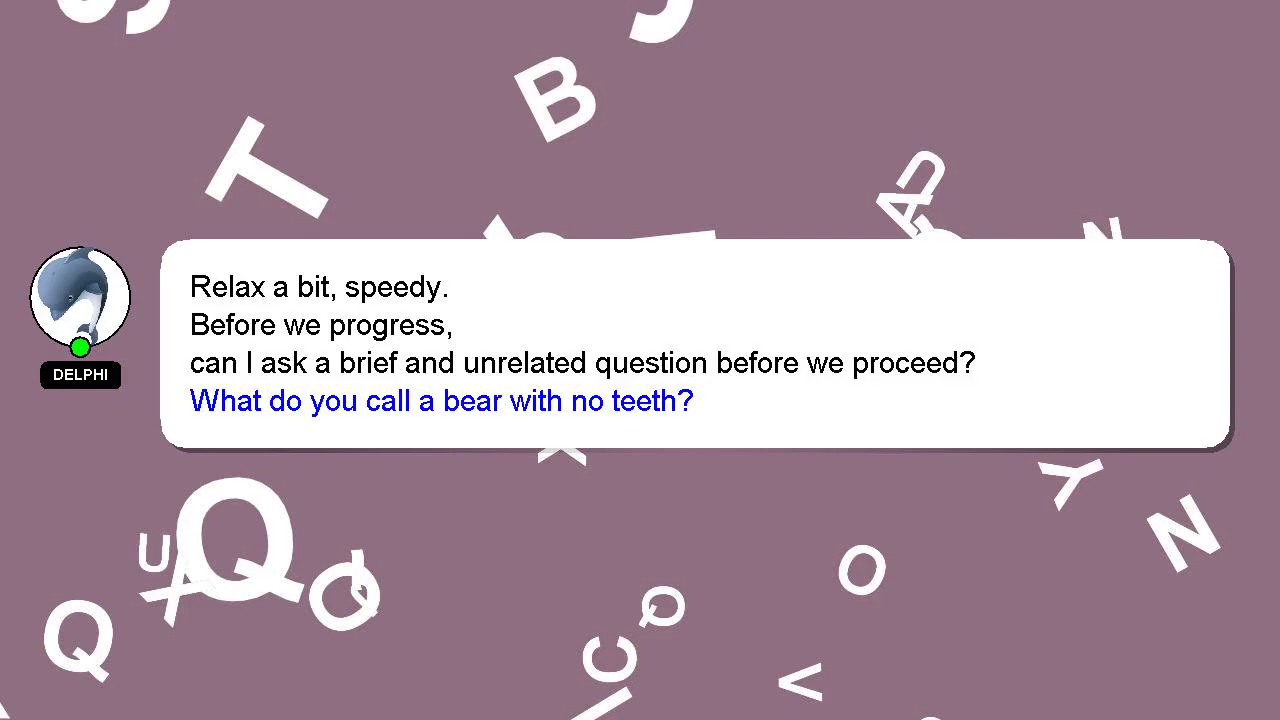 Relax a bit, speedy.
Before we progress,
can I ask a brief and unrelated question before we proceed?
What do you call a bear with no teeth?
DELPHI